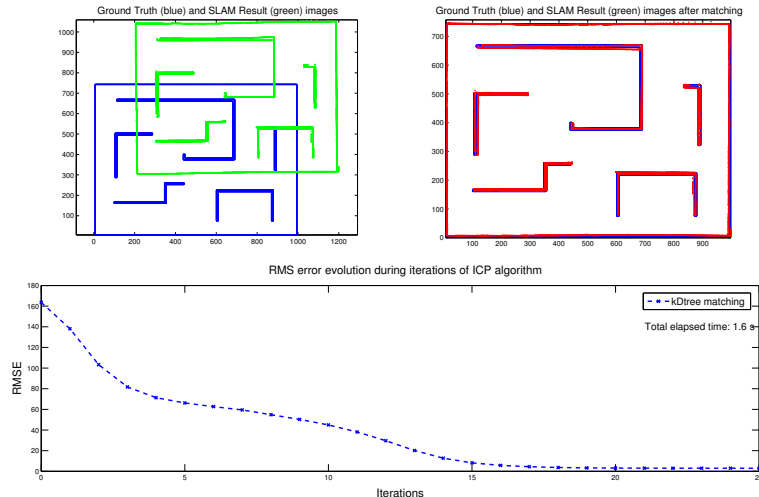 Ground Truth (blue) and SLAM Result (green) images
1000
900
800
700
600
500
400
300
200
100
0 200 400 600 800 1000 1200
Ground Truth (blue) and SLAM Result (green) images after matching
700
600
500
400
300
200
100
0
100 200 300 400 500 600 700 800 900
RMS error evolution during iterations of ICP algorithm
180
160
140
120
100
80
60
40
20
0
RMSE
kDtree matching
Total elapsed time: 1.6 s
0 5 10 15 20
Iterations